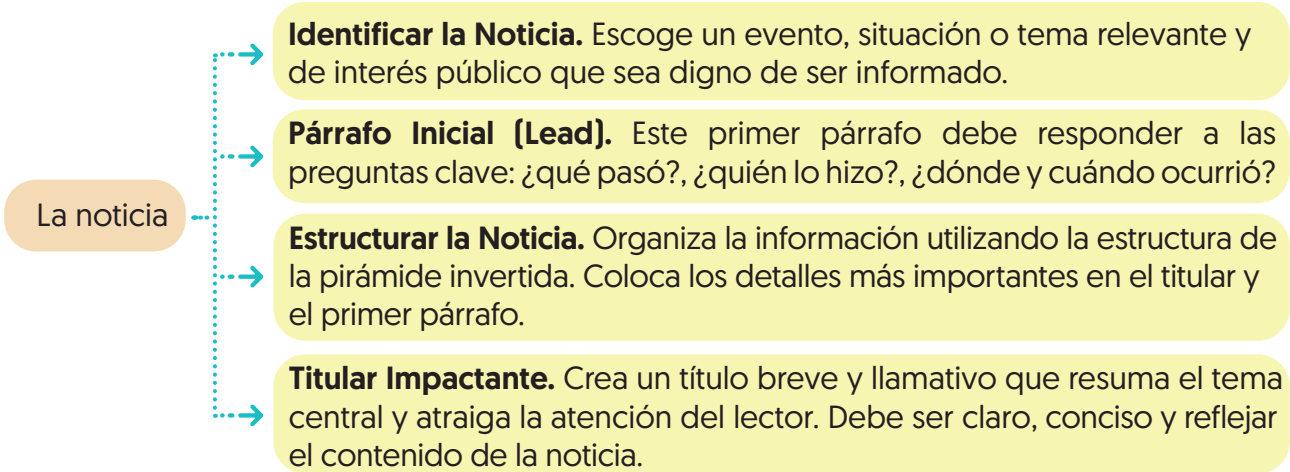 Identificar la Noticia. Escoge un evento, situación o tema relevante y
de interés público que sea digno de ser informado.
Párrafo Inicial (Lead). Este primer párrafo debe responder a las
preguntas clave: ¿qué pasó?, ¿quién lo hizo?, ¿dónde y cuándo ocurrió?
La noticia
Estructurar la Noticia. Organiza la información utilizando la estructura de
la pirámide invertida. Coloca los detalles más importantes en el titular y
el primer párrafo.
Titular Impactante. Crea un título breve y llamativo que resuma el tema
central y atraiga la atención del lector. Debe ser claro, conciso y reflejar
el contenido de la noticia.